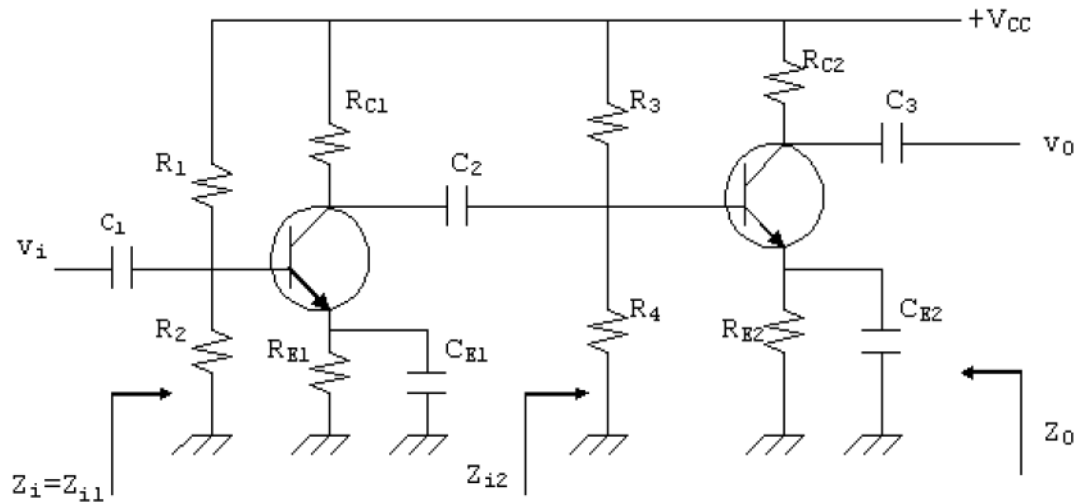 +VCC
RC2
RC1
R3
C3
R1
C2
vo
C1
vi
R2
R4
RE1
CE1
RE2
CE2
Zi=Zi1
Zi2
Zo